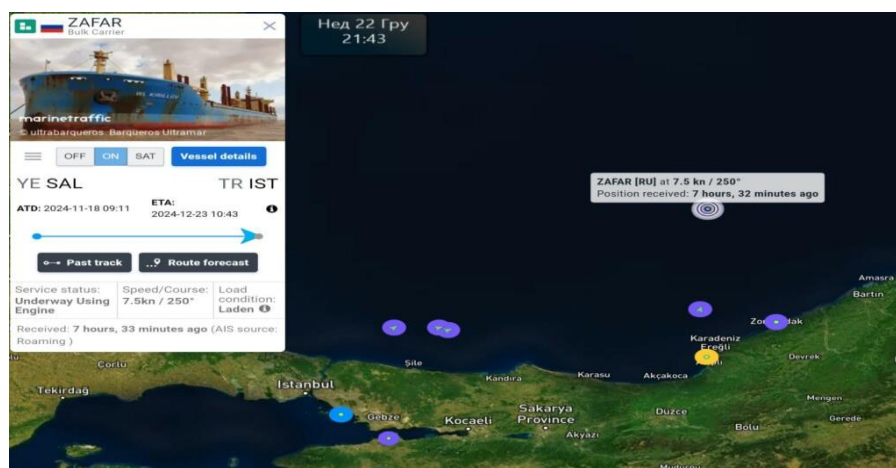 ZAFAR
Bulk Carrier
marinetraffic
© ultrabarqueros. Barqueros Ultramar
OFF ON SAT Vessel details
YE SAL TR IST
ATD: 2024-11-18 09:11
ETA:
2024-12-23 10:43
Past track
Route forecast
Service status:
Underway Using
Engine
Speed/Course:
7.5kn / 250°
Load
condition:
Laden
Received: 7 hours, 33 minutes ago (AIS source:
Roaming )
Нед 22 Гру
21:43
ZAFAR [RU] at 7.5 kn / 250°
Position received: 7 hours, 32 minutes ago
Amasra
Bartın
Karadeniz
Ereğli
Devrek
Şile
Kandıra
Karasu
Akçakoca
Çorlu
Tekirdağ
Istanbul
Gebze
Kocaeli
Sakarya
Province
Akyazı
Düzce
Bolu
Mengen
Gerede